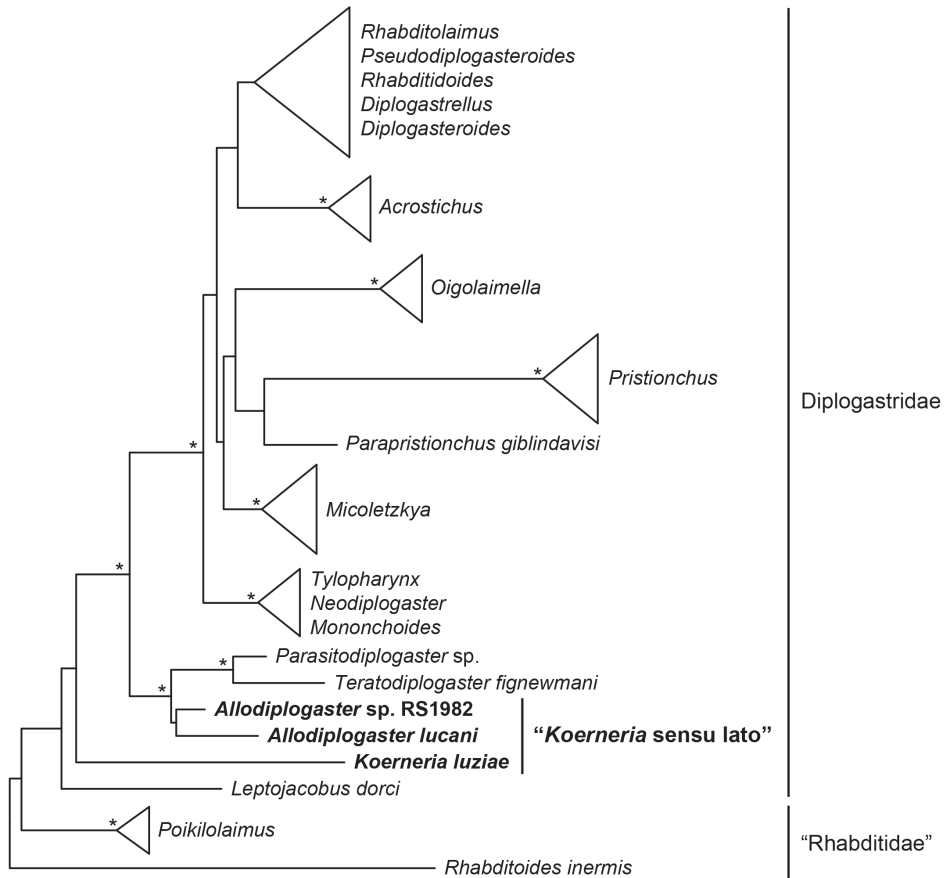 Rhabditolaimus
Pseudodiplogasteroides
Rhabditidoides
Diplogastrellus
Diplogasteroides
*
Acrostichus
*
Oigolaimella
*
Pristionchus
Diplogastridae
Parapristionchus giblindavisi
*
*
Micoletzkya
*
*
Tylopharynx
Neodiplogaster
Mononchoides
*
Parasitodiplogaster sp.
*
Teratodiplogaster fignewmani
Allodiplogaster sp. RS1982
Allodiplogaster lucani
“Koerneria sensu lato”
Koerneria luziae
Leptojacobus dorci
*
Poikilolaimus
“Rhabditidae”
Rhabditoides inermis